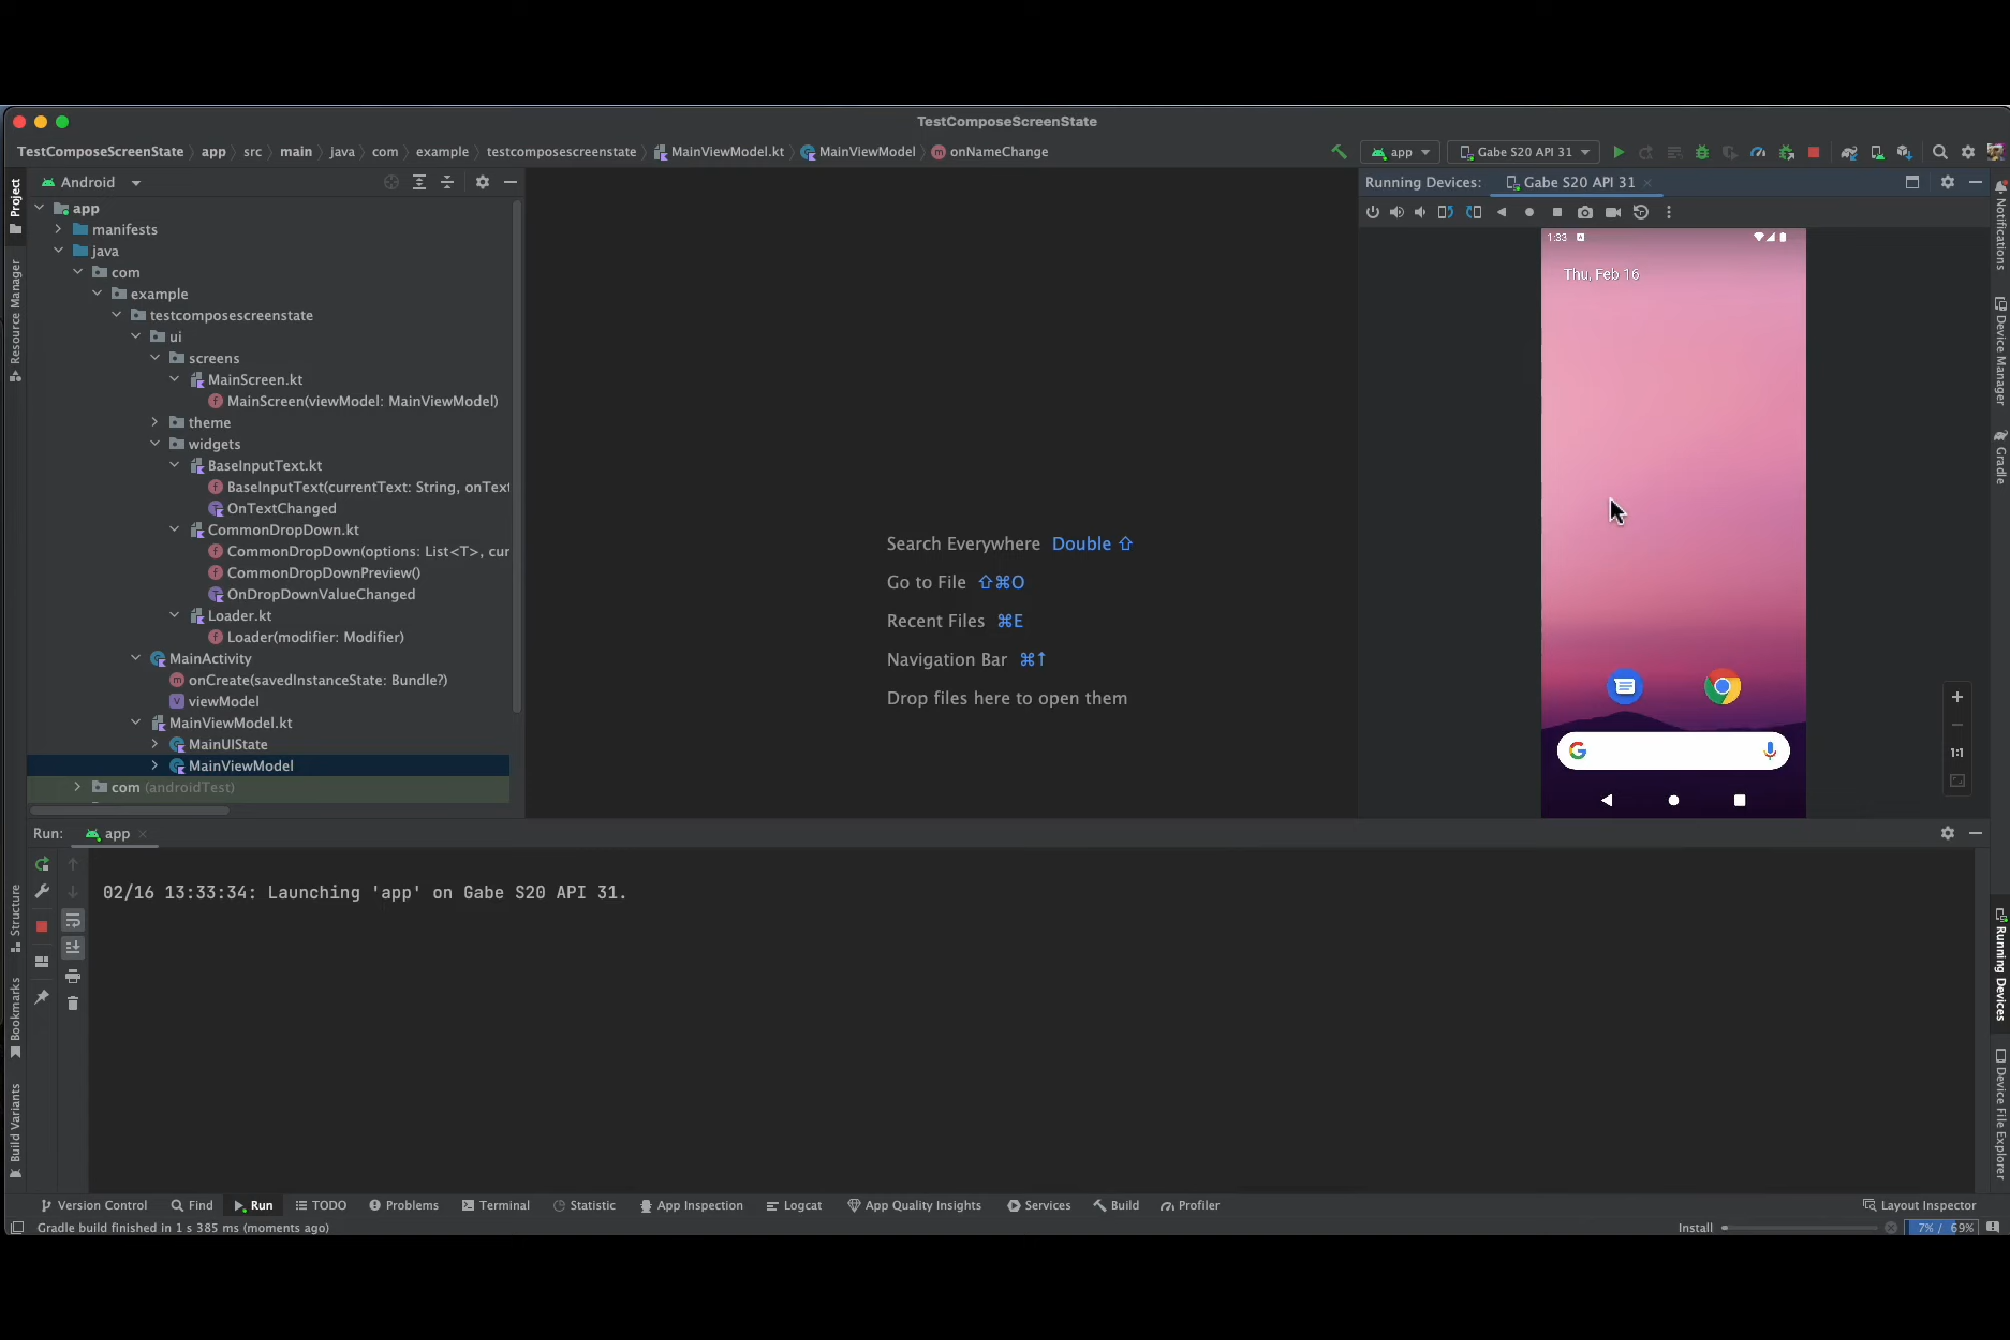 TestComposeScreenState
TestComposeScreenState app src main java com example testcomposescreenstate MainViewModel.kt MainViewModel onNameChange
app Gabe S20 API 31
Android
Running Devices: Gabe S20 API 31
app
manifests
java
com
example
testcomposescreenstate
ui
screens
MainScreen.kt
MainScreen(viewModel: MainViewModel)
theme
widgets
BaseInputText.kt
BaseInputText(currentText: String, onText
OnTextChanged
CommonDropDown.kt
CommonDropDown(options: List<T>, cur
CommonDropDownPreview()
OnDropDownValueChanged
Loader.kt
Loader(modifier: Modifier)
MainActivity
onCreate(savedInstanceState: Bundle?)
viewModel
MainViewModel.kt
MainUIState
MainViewModel
com (androidTest)
Project
Resource Manager
Structure
Bookmarks
Build Variants
Search Everywhere Double ⇧
Go to File ⇧⌘O
Recent Files ⌘E
Navigation Bar ⌘↑
Drop files here to open them
1:33
Thu, Feb 16
1:1
Notifications
Device Manager
Gradle
Running Devices
Device File Explorer
Run: app
02/16 13:33:34: Launching 'app' on Gabe S20 API 31.
Version Control Find Run TODO Problems Terminal Statistic App Inspection Logcat App Quality Insights Services Build Profiler Layout Inspector
Gradle build finished in 1 s 385 ms (moments ago)
Install 7% / 69%